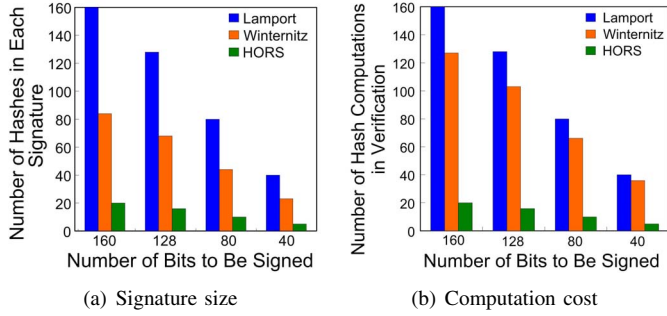 Number of Hashes in Each
Signature
160
140
120
100
80
60
40
20
0
Lamport
Winternitz
HORS
160
128
80
40
Number of Bits to Be Signed
(a) Signature size
Number of Hash Computations
in Verification
160
140
120
100
80
60
40
20
0
Lamport
Winternitz
HORS
160
128
80
40
Number of Bits to Be Signed
(b) Computation cost